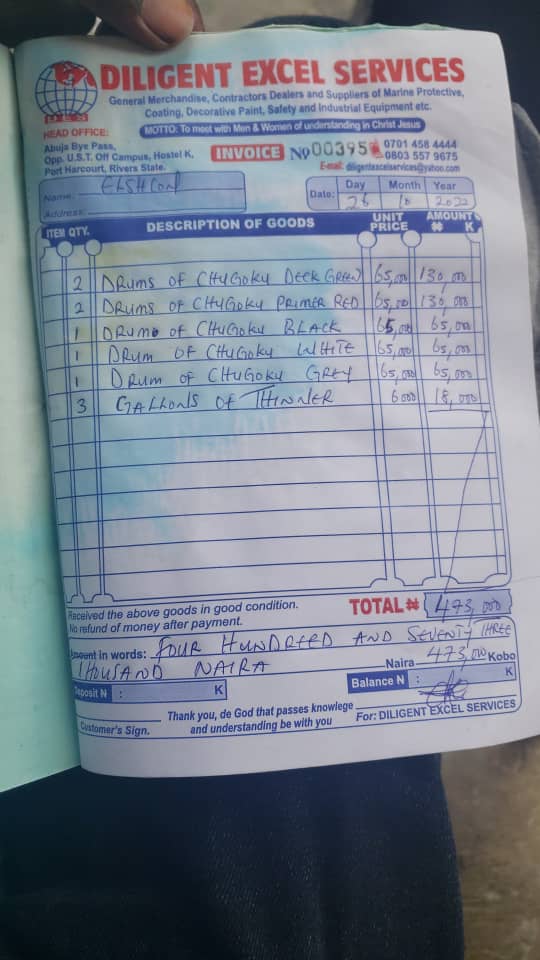 DILIGENT EXCEL SERVICES
General Merchandise, Contractors Dealers and Suppliers of Marine Protective,
Coating, Decorative Paint, Safety and Industrial Equipment etc.
MOTTO: To meet with Men & Women of understanding in Christ Jesus
HEAD OFFICE:
Abuja Bye Pass,
Opp. U.S.T. Off Campus, Hostel K,
Port Harcourt, Rivers State.
INVOICE No 00395
0701 458 4444
0803 557 9675
E-mail: diligentexcelservices@yahoo.com
Name: ELSHCON
Address:
Date: Day Month Year
28 10 2022
ITEM QTY. DESCRIPTION OF GOODS UNIT PRICE AMOUNT ₦ K
2 DRUMS OF CHUGOKU DECK GREEN 65,000 130,000
2 DRUMS OF CHUGOKU PRIMER RED 65,000 130,000
1 DRUMS OF CHUGOKU BLACK 65,000 65,000
1 DRUM OF CHUGOKU WHITE 65,000 65,000
1 DRUM OF CHUGOKU GREY 65,000 65,000
3 GALLONS OF THINNER 6000 18,000
Received the above goods in good condition.
No refund of money after payment.
TOTAL ₦ 473,000
Amount in words: FOUR HUNDREED AND SEVENTY THREE
THOUSAND NAIRA Naira 473,000 Kobo
Deposit N : K
Balance N : K
Customer's Sign.
Thank you, de God that passes knowlege
and understanding be with you
For: DILIGENT EXCEL SERVICES